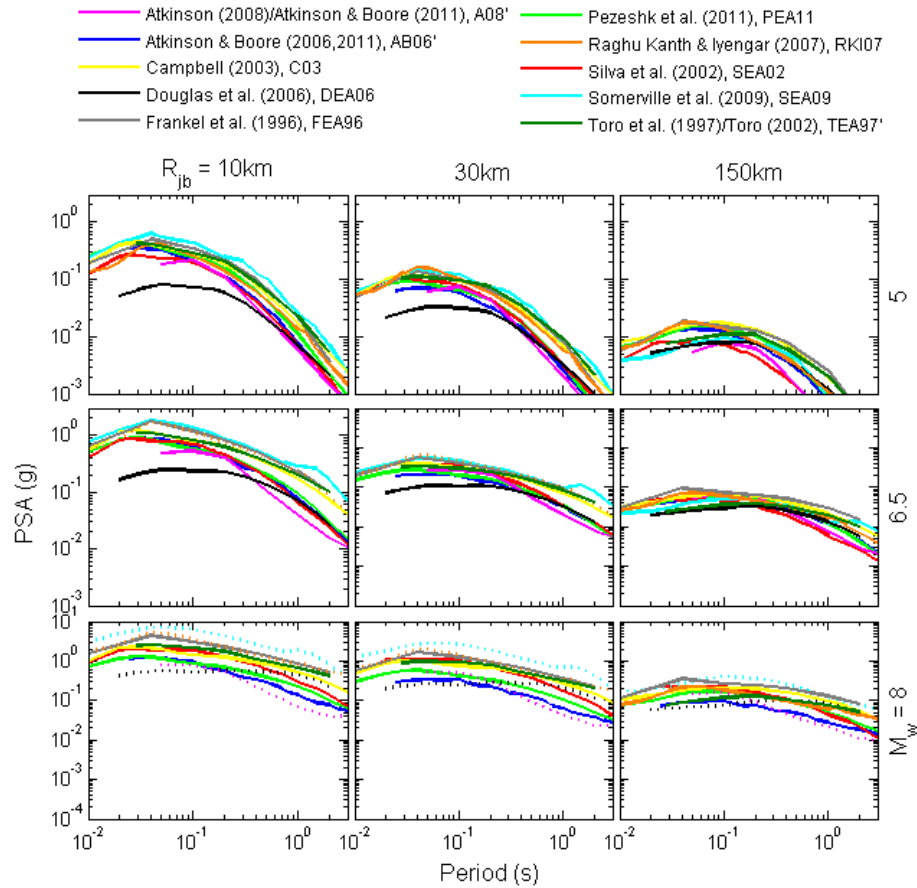 Atkinson (2008)/Atkinson & Boore (2011), A08'
Atkinson & Boore (2006,2011), AB06'
Campbell (2003), C03
Douglas et al. (2006), DEA06
Frankel et al. (1996), FEA96
Pezeshk et al. (2011), PEA11
Raghu Kanth & Iyengar (2007), RKI07
Silva et al. (2002), SEA02
Somerville et al. (2009), SEA09
Toro et al. (1997)/Toro (2002), TEA97'
R_jb = 10km
30km
150km
10^0
10^-1
10^-2
10^-3
5
10^0
10^-1
10^-2
10^-3
PSA (g)
6.5
10^1
10^0
10^-1
10^-2
10^-3
10^-4
M_w = 8
10^-2 10^-1 10^0
10^-2 10^-1 10^0
10^-2 10^-1 10^0
Period (s)